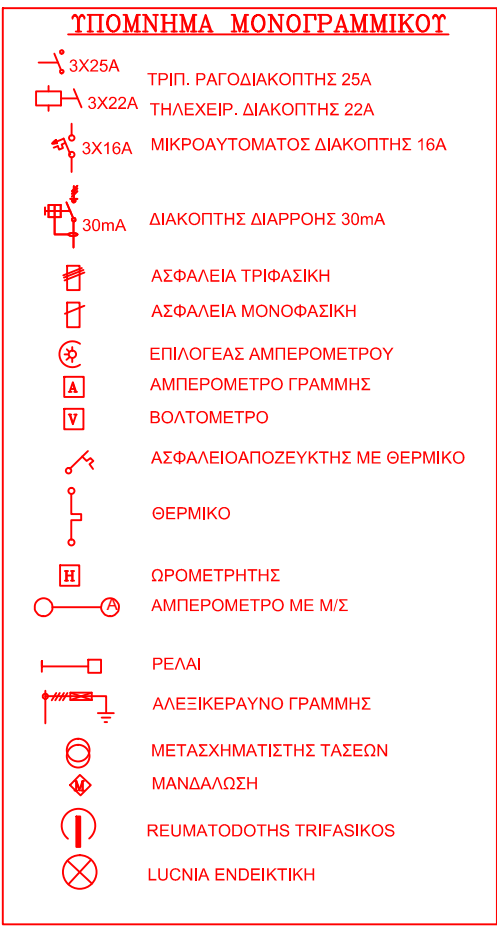 ΥΠΟΜΝΗΜΑ ΜΟΝΟΓΡΑΜΜΙΚΟΥ
3X25A
ΤΡΙΠ. ΡΑΓΟΔΙΑΚΟΠΤΗΣ 25Α
3X22A ΤΗΛΕΧΕΙΡ. ΔΙΑΚΟΠΤΗΣ 22Α
3X16A ΜΙΚΡΟΑΥΤΟΜΑΤΟΣ ΔΙΑΚΟΠΤΗΣ 16Α
30mA ΔΙΑΚΟΠΤΗΣ ΔΙΑΡΡΟΗΣ 30mA
ΑΣΦΑΛΕΙΑ ΤΡΙΦΑΣΙΚΗ
ΑΣΦΑΛΕΙΑ ΜΟΝΟΦΑΣΙΚΗ
ΕΠΙΛΟΓΕΑΣ ΑΜΠΕΡΟΜΕΤΡΟΥ
A ΑΜΠΕΡΟΜΕΤΡΟ ΓΡΑΜΜΗΣ
V ΒΟΛΤΟΜΕΤΡΟ
ΑΣΦΑΛΕΙΟΑΠΟΖΕΥΚΤΗΣ ΜΕ ΘΕΡΜΙΚΟ
ΘΕΡΜΙΚΟ
H ΩΡΟΜΕΤΡΗΤΗΣ
A ΑΜΠΕΡΟΜΕΤΡΟ ΜΕ Μ/Σ
ΡΕΛΑΙ
ΑΛΕΞΙΚΕΡΑΥΝΟ ΓΡΑΜΜΗΣ
ΜΕΤΑΣΧΗΜΑΤΙΣΤΗΣ ΤΑΣΕΩΝ
M ΜΑΝΔΑΛΩΣΗ
REUMATODOTHS TRIFASIKOS
LUCNIA ENDEIKTIKH